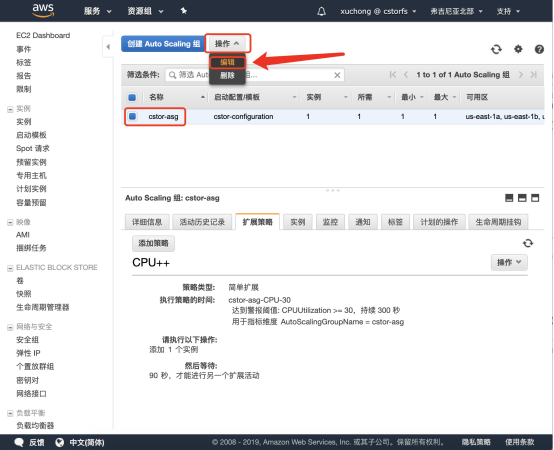 aws
服务 资源组 xuchong @ cstorfs 弗吉尼亚北部 支持
EC2 Dashboard
事件
标签
报告
限制
实例
实例
启动模板
Spot 请求
预留实例
专用主机
计划实例
容量预留
映像
AMI
捆绑任务
ELASTIC BLOCK STORE
卷
快照
生命周期管理器
网络与安全
安全组
弹性 IP
个置放群组
密钥对
网络接口
负载平衡
负载均衡器
创建 Auto Scaling 组 操作
编辑
删除
筛选条件: 筛选 Aut 组... 1 to 1 of 1 Auto Scaling 组
名称 启动配置/模板 实例 所需 最小 最大 可用区
cstor-asg cstor-configuration 1 1 1 1 us-east-1a, us-east-1b, u
Auto Scaling 组: cstor-asg
详细信息 活动历史记录 扩展策略 实例 监控 通知 标签 计划的操作 生命周期挂钩
添加策略
CPU++ 操作
策略类型: 简单扩展
执行策略的时间: cstor-asg-CPU-30
达到警报阈值: CPUUtilization >= 30，持续 300 秒
用于指标维度 AutoScalingGroupName = cstor-asg
请执行以下操作:
添加 1 个实例
然后等待:
90 秒，才能进行另一个扩展活动
反馈 中文(简体) © 2008 - 2019, Amazon Web Services, Inc. 或其子公司。保留所有权利。 隐私策略 使用条款